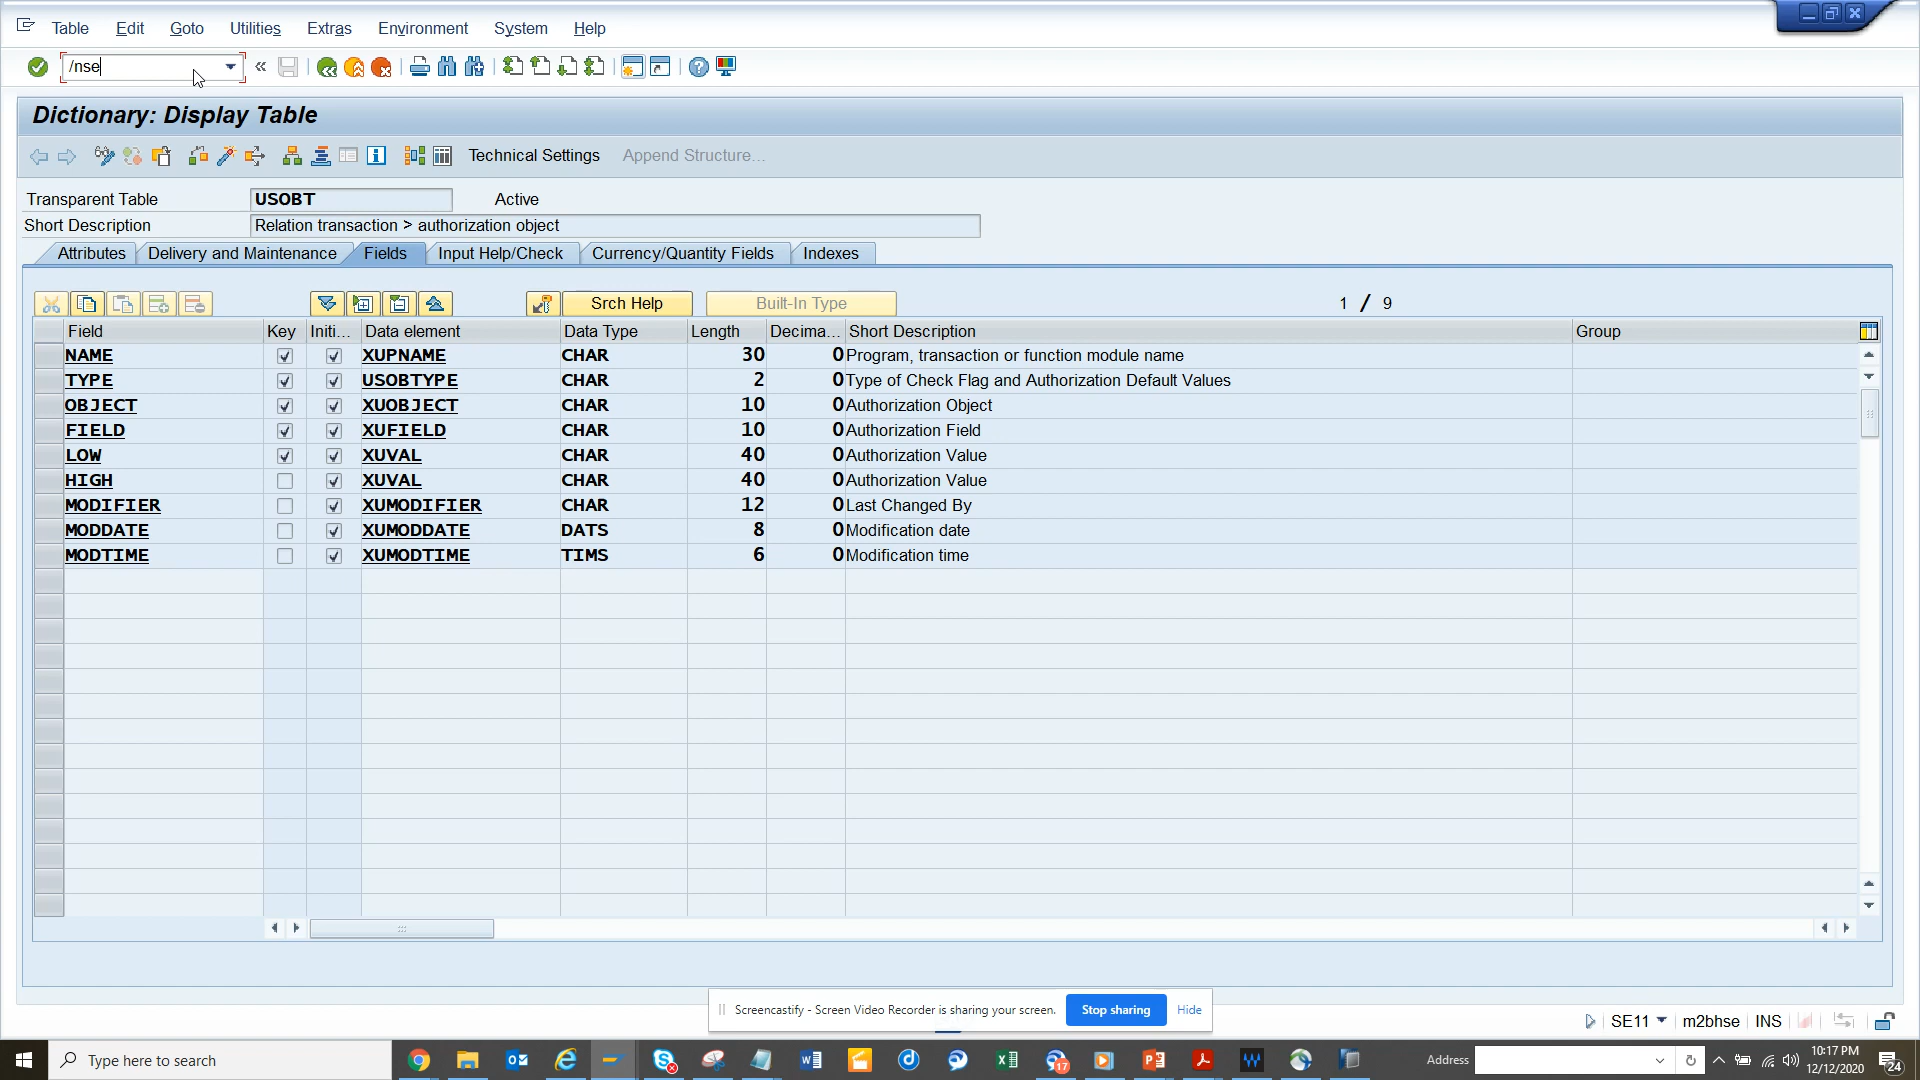 Table Edit Goto Utilities Extras Environment System Help
/nse
Dictionary: Display Table
Technical Settings Append Structure...
Transparent Table USOBT Active
Short Description Relation transaction > authorization object
Attributes Delivery and Maintenance Fields Input Help/Check Currency/Quantity Fields Indexes
Srch Help Built-In Type 1 / 9
Field Key Initi... Data element Data Type Length Decima... Short Description Group
NAME XUPNAME CHAR 30 0 Program, transaction or function module name
TYPE USOBTYPE CHAR 2 0 Type of Check Flag and Authorization Default Values
OBJECT XUOBJECT CHAR 10 0 Authorization Object
FIELD XUFIELD CHAR 10 0 Authorization Field
LOW XUVAL CHAR 40 0 Authorization Value
HIGH XUVAL CHAR 40 0 Authorization Value
MODIFIER XUMODIFIER CHAR 12 0 Last Changed By
MODDATE XUMODDATE DATS 8 0 Modification date
MODTIME XUMODTIME TIMS 6 0 Modification time
Screencastify - Screen Video Recorder is sharing your screen. Stop sharing Hide
SE11 m2bhse INS
Type here to search 17 Address 10:17 PM
12/12/2020 24